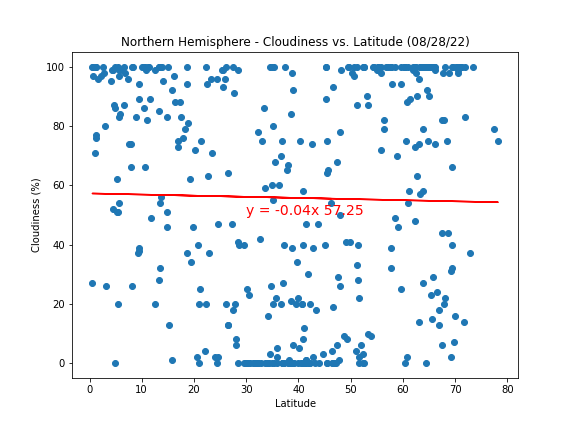 Northern Hemisphere - Cloudiness vs. Latitude (08/28/22)
100
80
60
y = -0.04x 57.25
40
20
0
Cloudiness (%)
0 10 20 30 40 50 60 70 80
Latitude